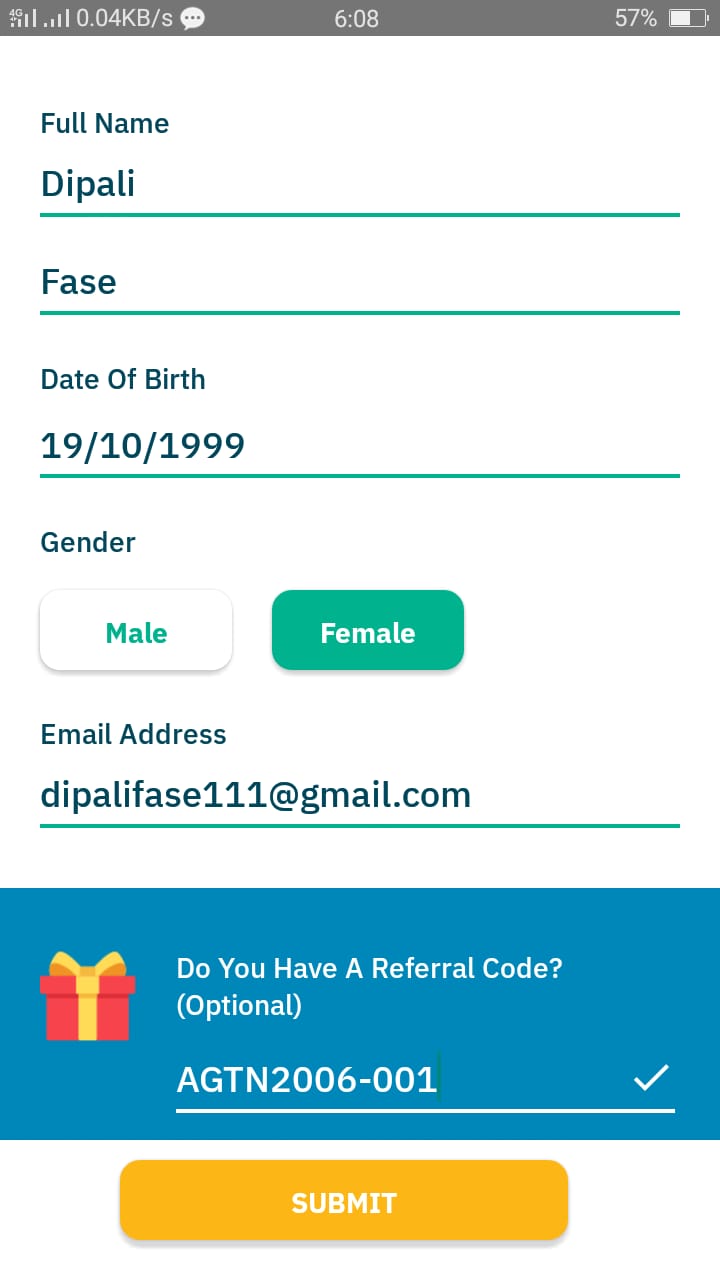 4G 0.04KB/s 6:08 57%
Full Name
Dipali
Fase
Date Of Birth
19/10/1999
Gender
Male Female
Email Address
dipalifase111@gmail.com
Do You Have A Referral Code?
(Optional)
AGTN2006-001
SUBMIT